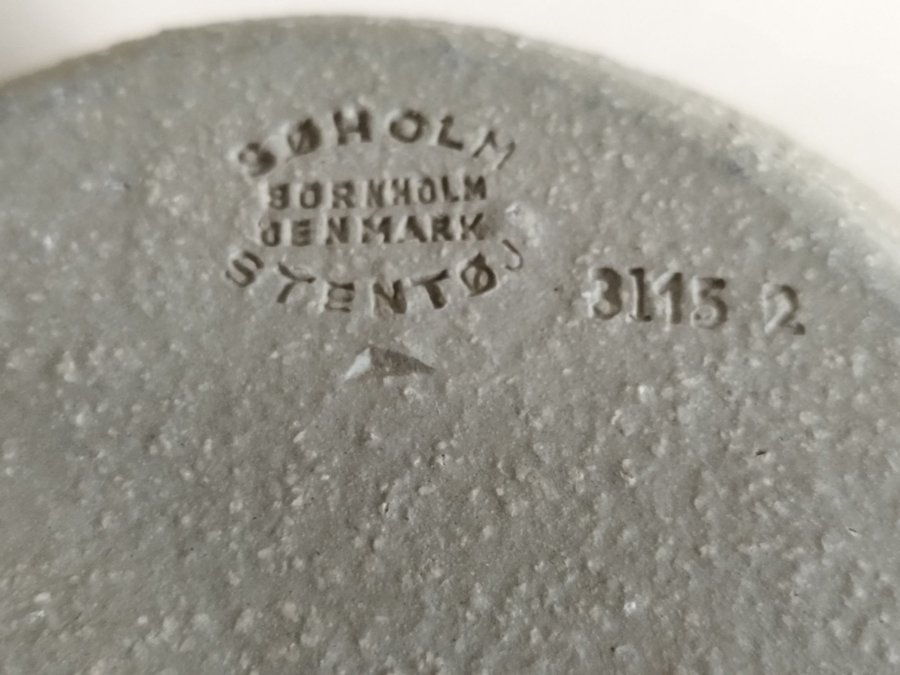 SØHOLM
BORNHOLM
DENMARK
STENTØJ
3115 2